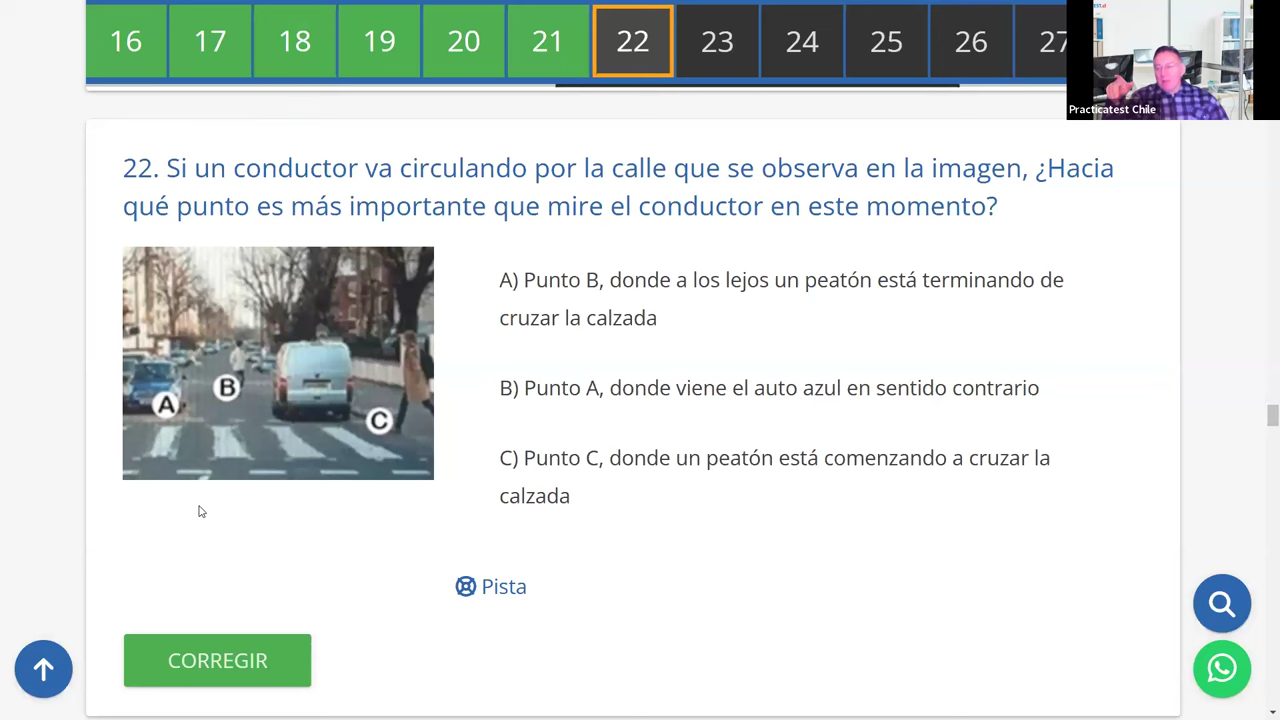 16 17 18 19 20 21 22 23 24 25 26 27
Practicatest Chile
22. Si un conductor va circulando por la calle que se observa en la imagen, ¿Hacia
qué punto es más importante que mire el conductor en este momento?
A
B
C
A) Punto B, donde a los lejos un peatón está terminando de
cruzar la calzada
B) Punto A, donde viene el auto azul en sentido contrario
C) Punto C, donde un peatón está comenzando a cruzar la
calzada
Pista
CORREGIR